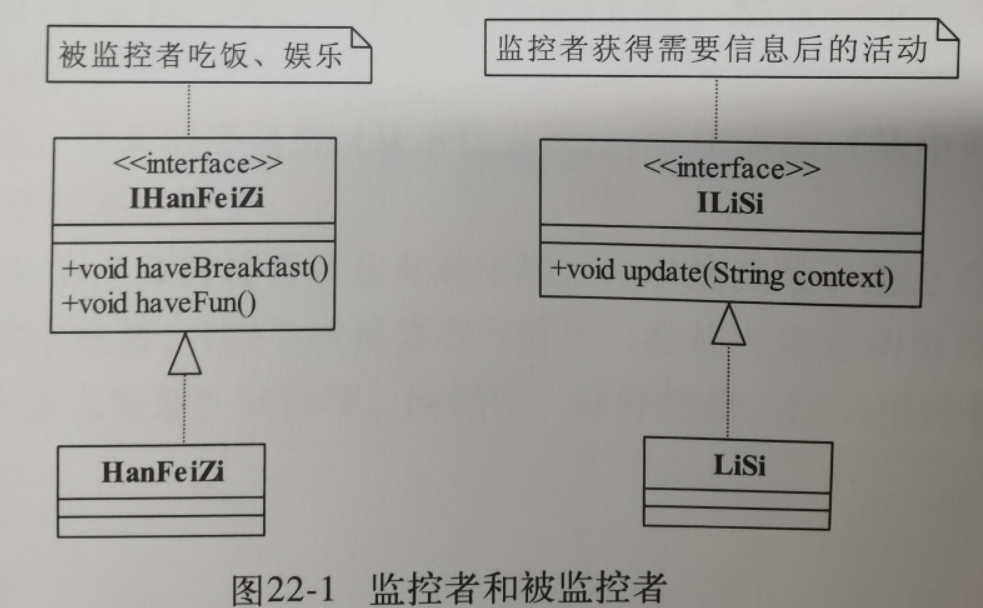 被监控者吃饭、娱乐
<<interface>>
IHanFeiZi
+void haveBreakfast()
+void haveFun()
HanFeiZi
监控者获得需要信息后的活动
<<interface>>
ILiSi
+void update(String context)
LiSi
图22-1 监控者和被监控者